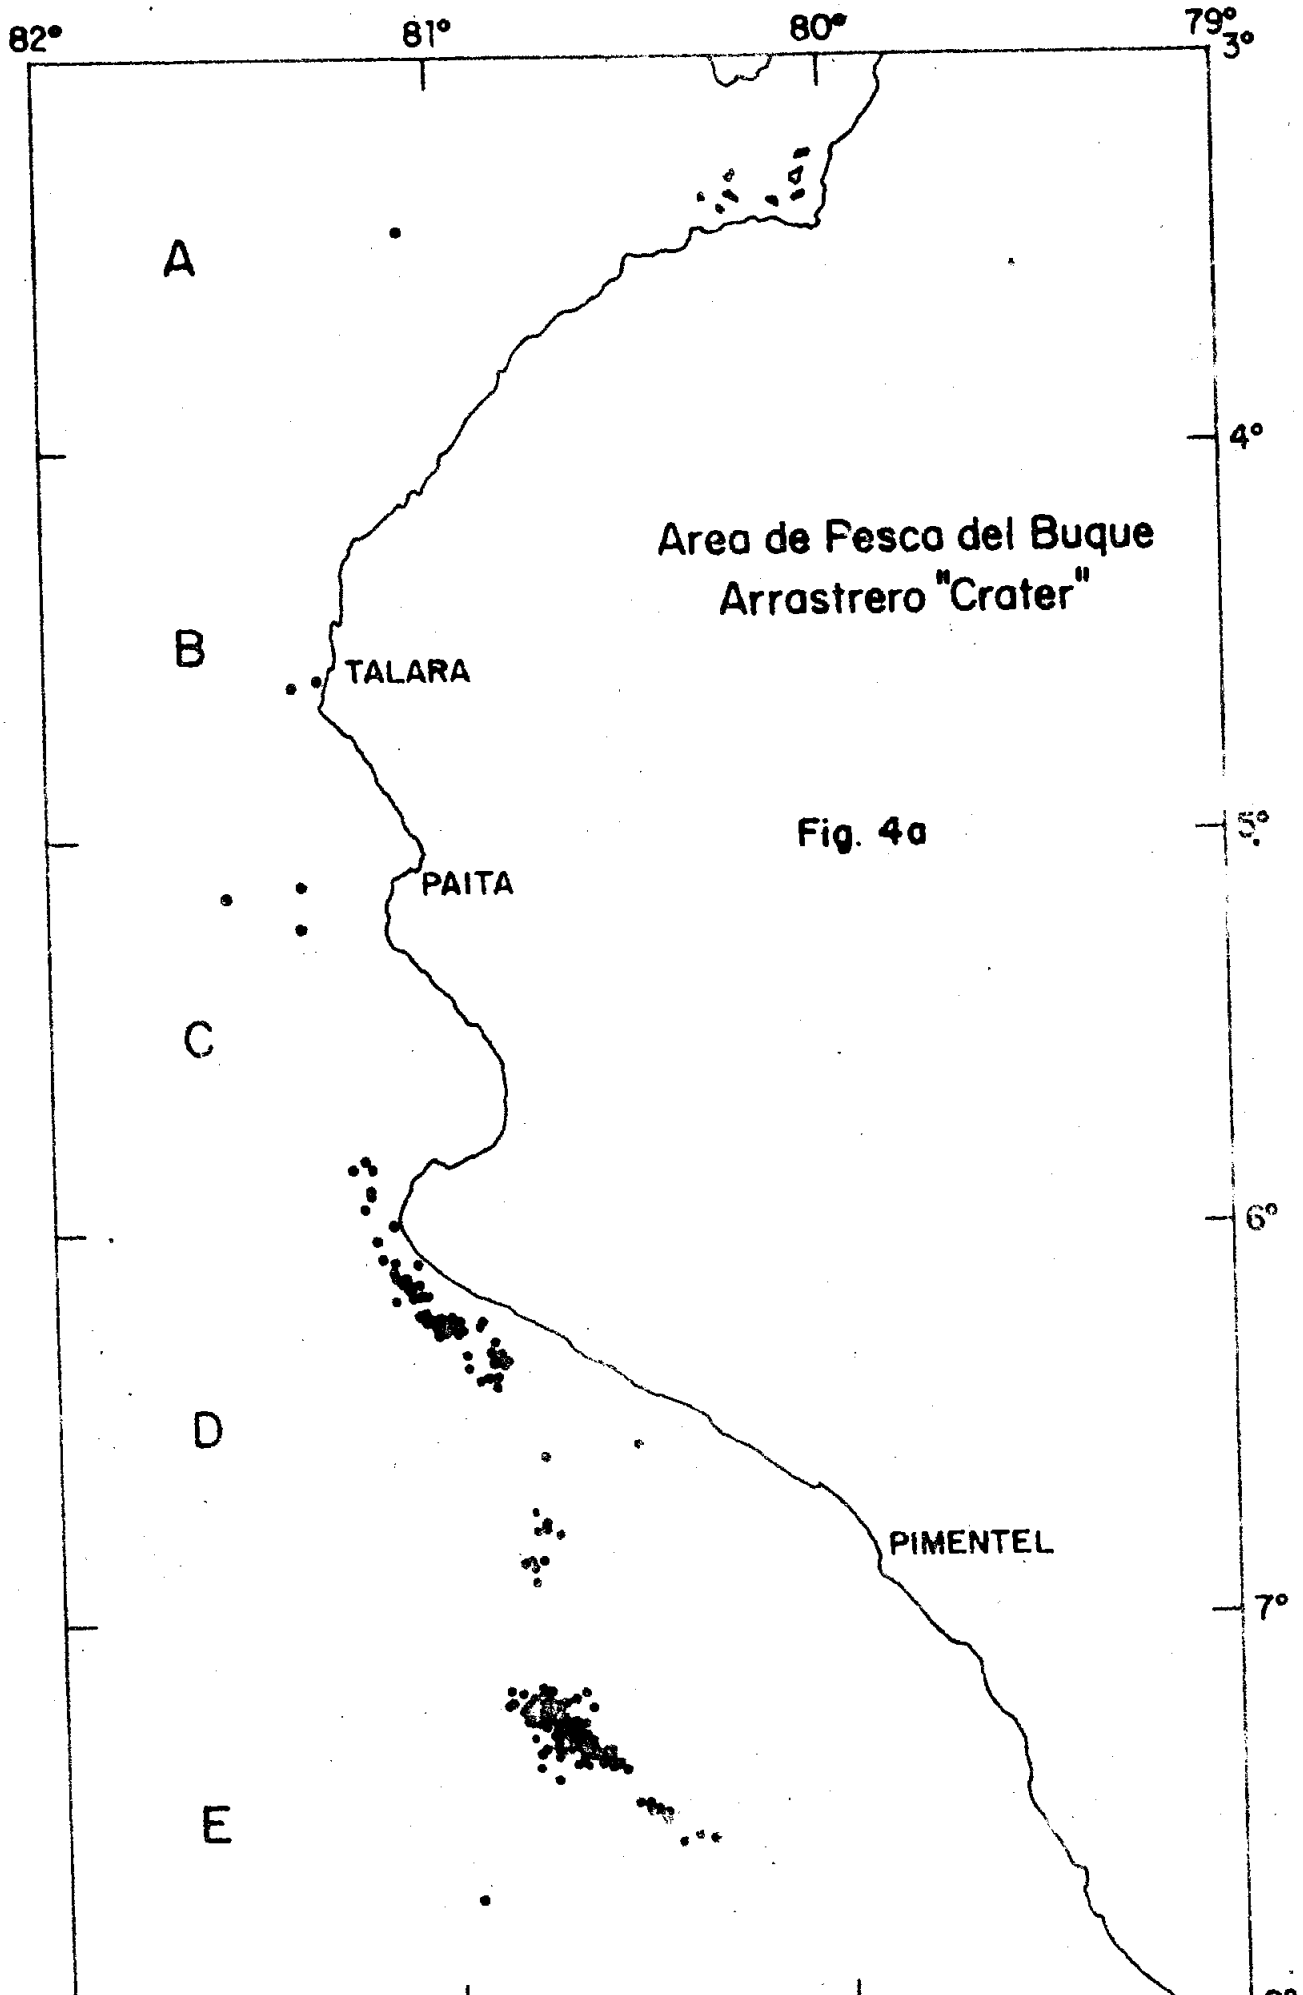 82° 81° 80° 79°
3°
A
4°
Area de Pesca del Buque
Arrastrero "Crater"
B
TALARA
Fig. 4a
5°
PAITA
C
6°
D
PIMENTEL
7°
E